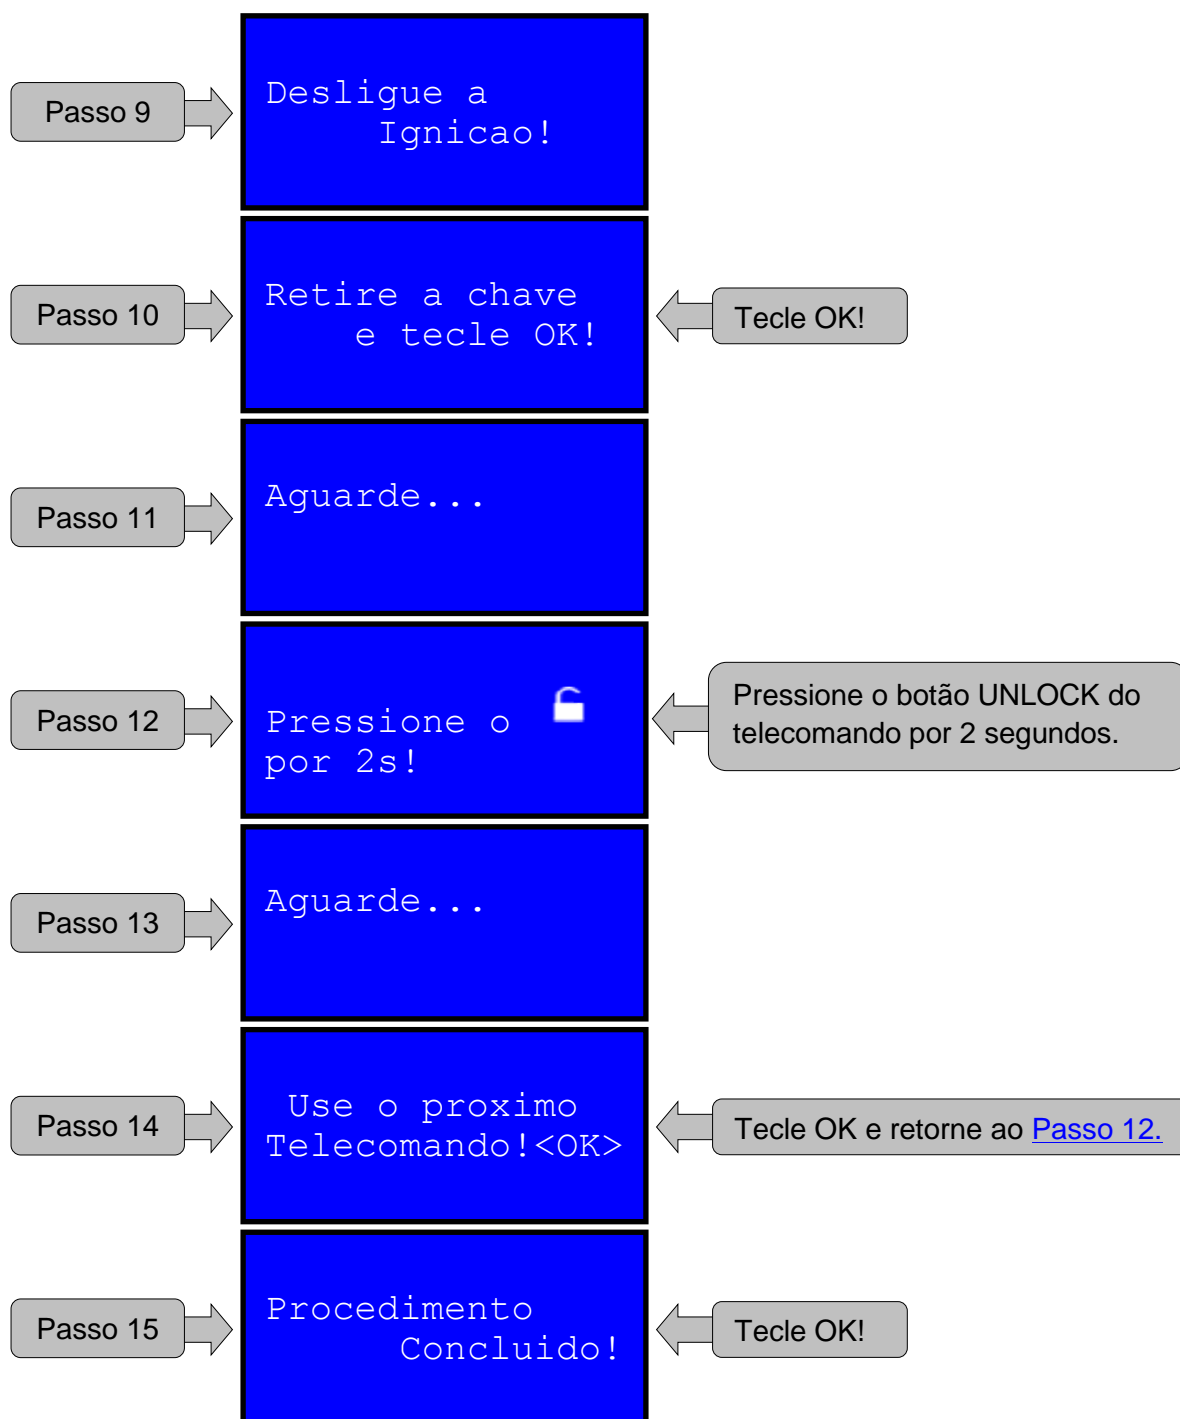 Passo 9
Desligue a
Ignicao!
Passo 10
Retire a chave
e tecle OK!
Tecle OK!
Passo 11
Aguarde...
Passo 12
Pressione o
por 2s!
Pressione o botão UNLOCK do
telecomando por 2 segundos.
Passo 13
Aguarde...
Passo 14
Use o proximo
Telecomando!<OK>
Tecle OK e retorne ao Passo 12.
Passo 15
Procedimento
Concluido!
Tecle OK!